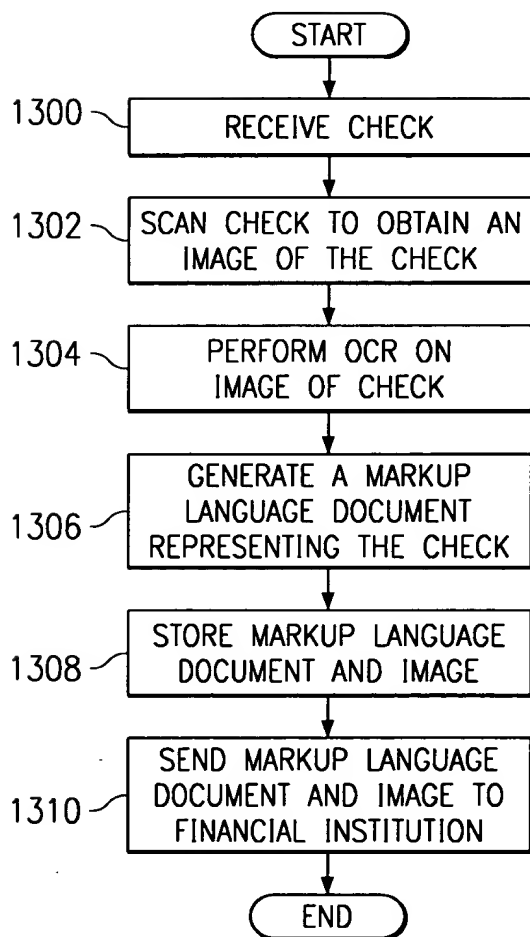 START
1300
RECEIVE CHECK
1302
SCAN CHECK TO OBTAIN AN
IMAGE OF THE CHECK
1304
PERFORM OCR ON
IMAGE OF CHECK
1306
GENERATE A MARKUP
LANGUAGE DOCUMENT
REPRESENTING THE CHECK
1308
STORE MARKUP LANGUAGE
DOCUMENT AND IMAGE
1310
SEND MARKUP LANGUAGE
DOCUMENT AND IMAGE TO
FINANCIAL INSTITUTION
END